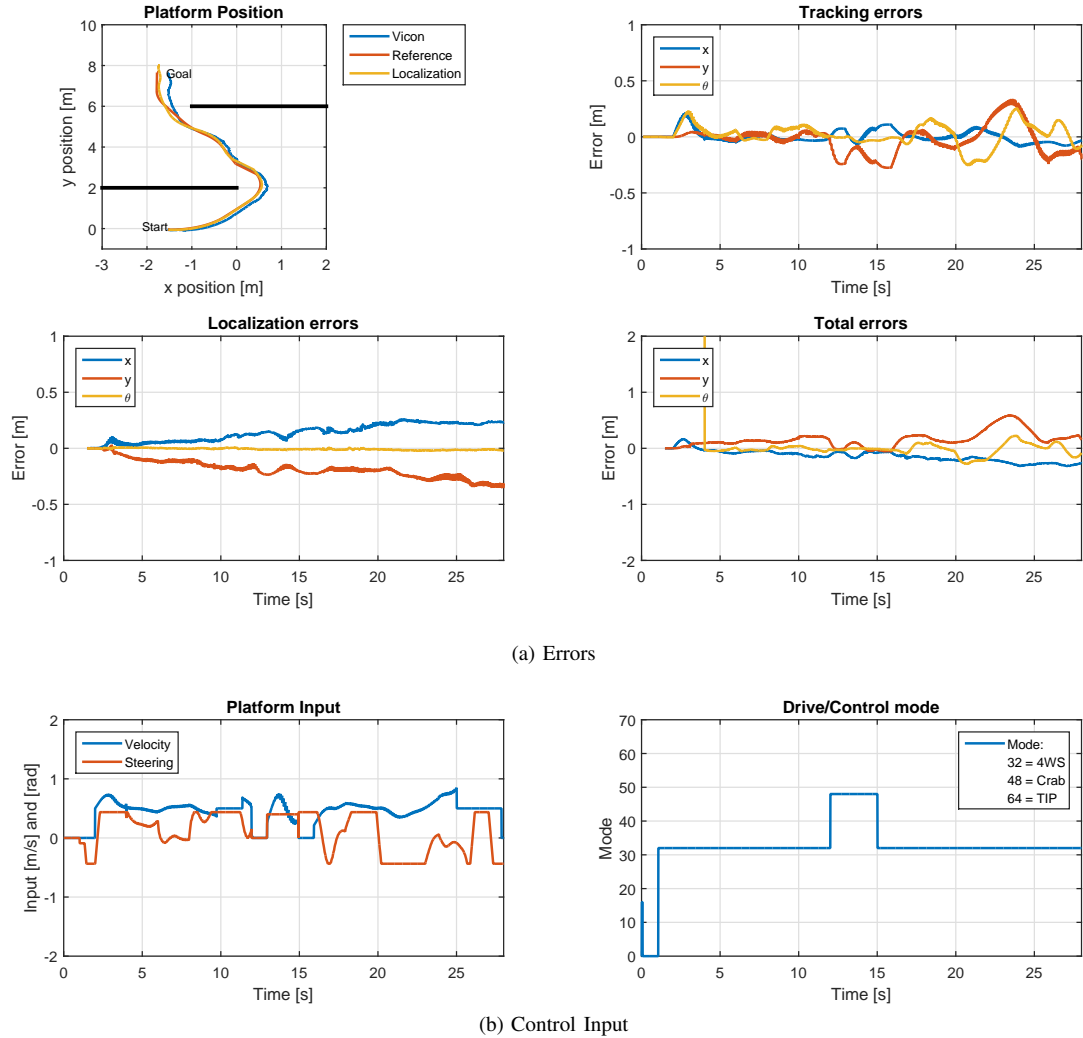 Platform Position
10
8
6
4
2
0
-3
-2
-1
0
1
2
x position [m]
y position [m]
Goal
Start
Vicon
Reference
Localization
Tracking errors
1
0.5
0
-0.5
-1
0
5
10
15
20
25
Time [s]
Error [m]
x
y
θ
Localization errors
1
0.5
0
-0.5
-1
0
5
10
15
20
25
Time [s]
Error [m]
x
y
θ
Total errors
2
1
0
-1
-2
0
5
10
15
20
25
Time [s]
Error [m]
x
y
θ
(a) Errors
Platform Input
2
1
0
-1
-2
0
5
10
15
20
25
Time [s]
Input [m/s] and [rad]
Velocity
Steering
Drive/Control mode
70
60
50
40
30
20
10
0
0
5
10
15
20
25
Time [s]
Mode
Mode:
32 = 4WS
48 = Crab
64 = TIP
(b) Control Input